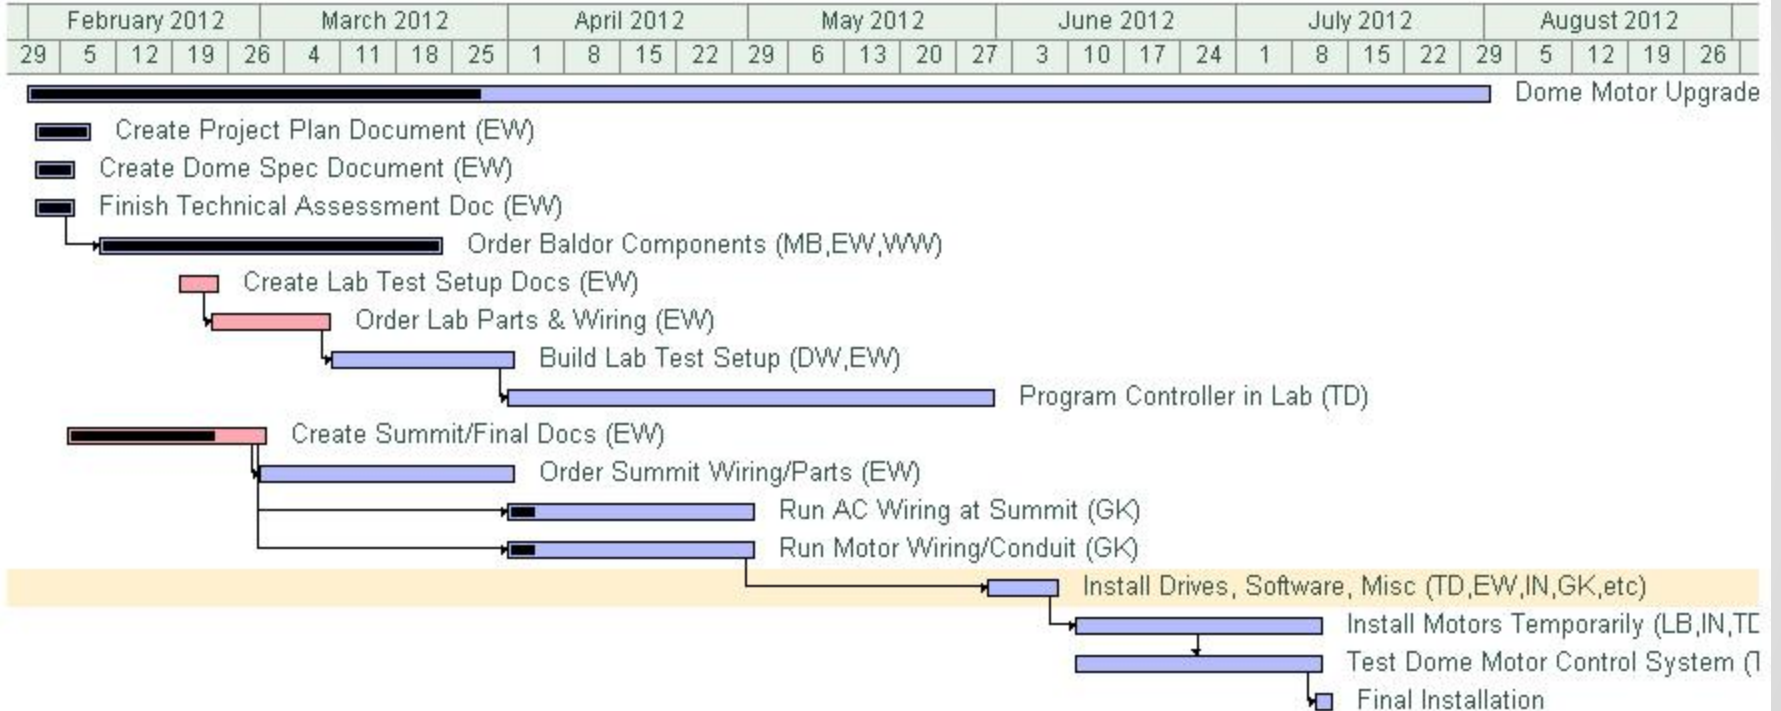 February 2012 March 2012 April 2012 May 2012 June 2012 July 2012 August 2012
29 5 12 19 26 4 11 18 25 1 8 15 22 29 6 13 20 27 3 10 17 24 1 8 15 22 29 5 12 19 26
Dome Motor Upgrade
Create Project Plan Document (EW)
Create Dome Spec Document (EW)
Finish Technical Assessment Doc (EW)
Order Baldor Components (MB,EW,WW)
Create Lab Test Setup Docs (EW)
Order Lab Parts & Wiring (EW)
Build Lab Test Setup (DW,EW)
Program Controller in Lab (TD)
Create Summit/Final Docs (EW)
Order Summit Wiring/Parts (EW)
Run AC Wiring at Summit (GK)
Run Motor Wiring/Conduit (GK)
Install Drives, Software, Misc (TD,EW,IN,GK,etc)
Install Motors Temporarily (LB,IN,
Test Dome Motor Control System (
Final Installation